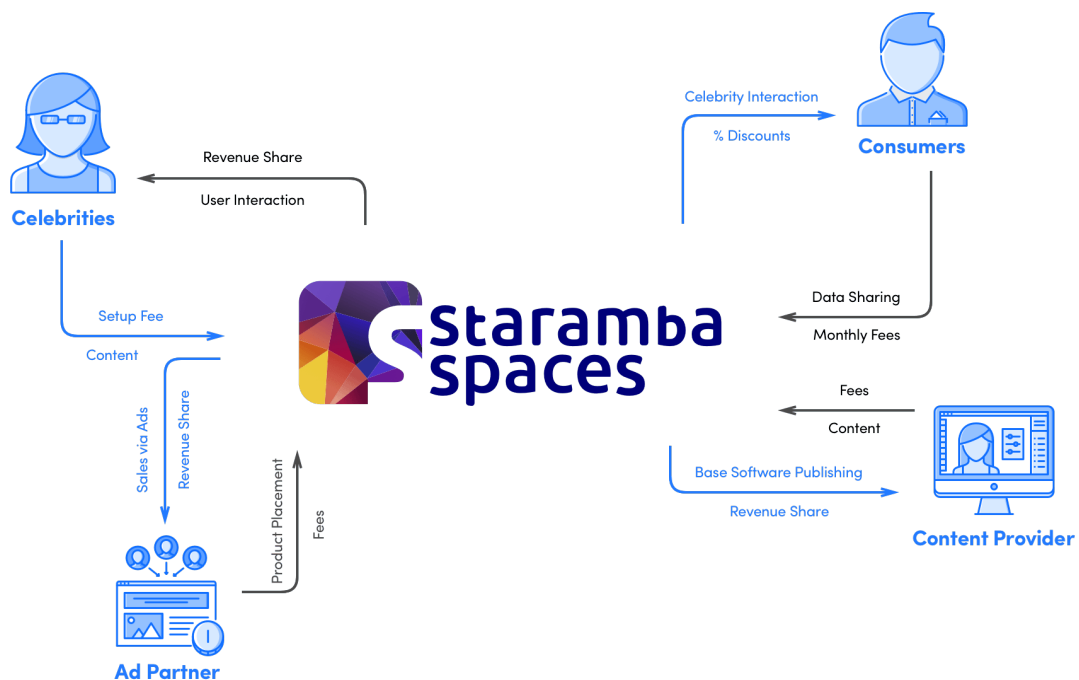 Celebrity Interaction
% Discounts
Consumers
Revenue Share
User Interaction
Celebrities
Data Sharing
Monthly Fees
Setup Fee
Content
staramba
spaces
Fees
Content
Sales via Ads
Revenue Share
Product Placement
Fees
Base Software Publishing
Revenue Share
Content Provider
Ad Partner